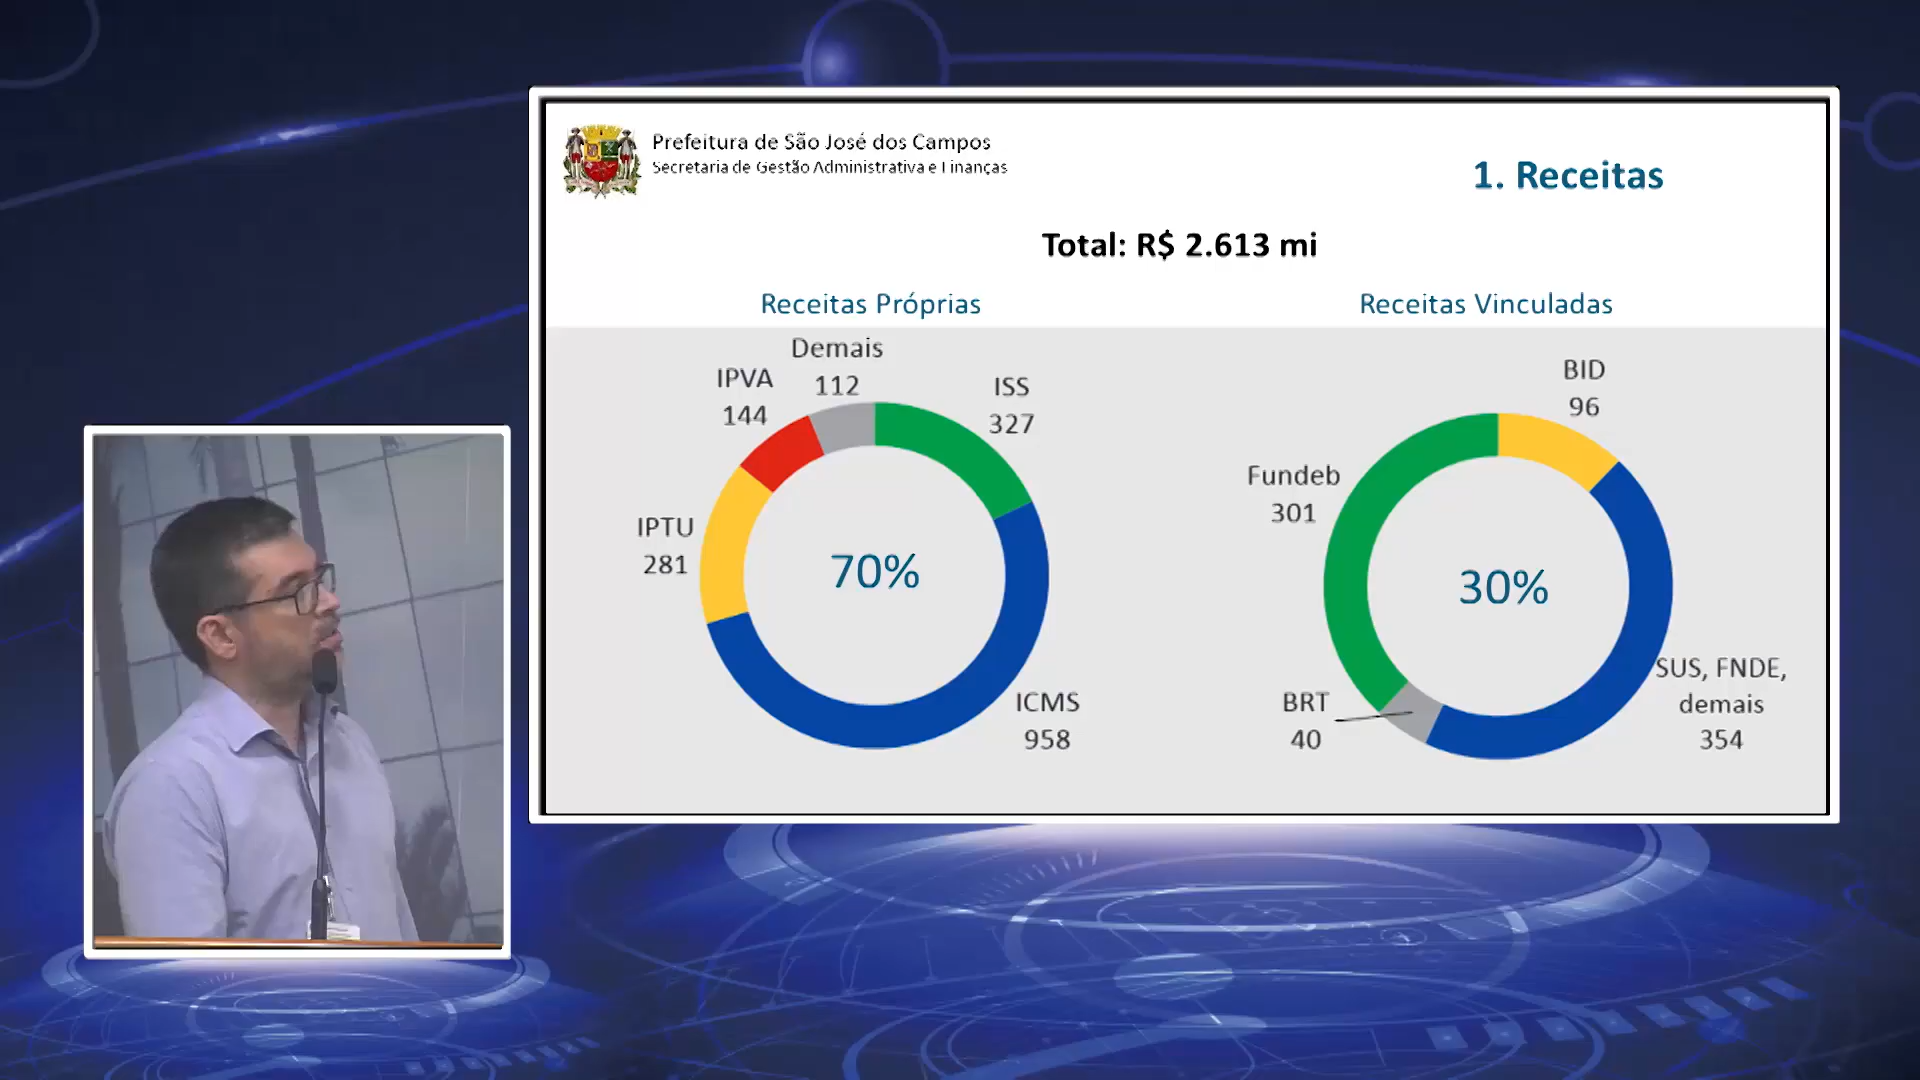 Prefeitura de São José dos Campos
Secretaria de Gestão Administrativa e Finanças
1. Receitas
Total: R$ 2.613 mi
Receitas Próprias
Demais
112
IPVA
144
ISS
327
IPTU
281
70%
ICMS
958
Receitas Vinculadas
BID
96
Fundeb
301
30%
SUS, FNDE,
demais
354
BRT
40